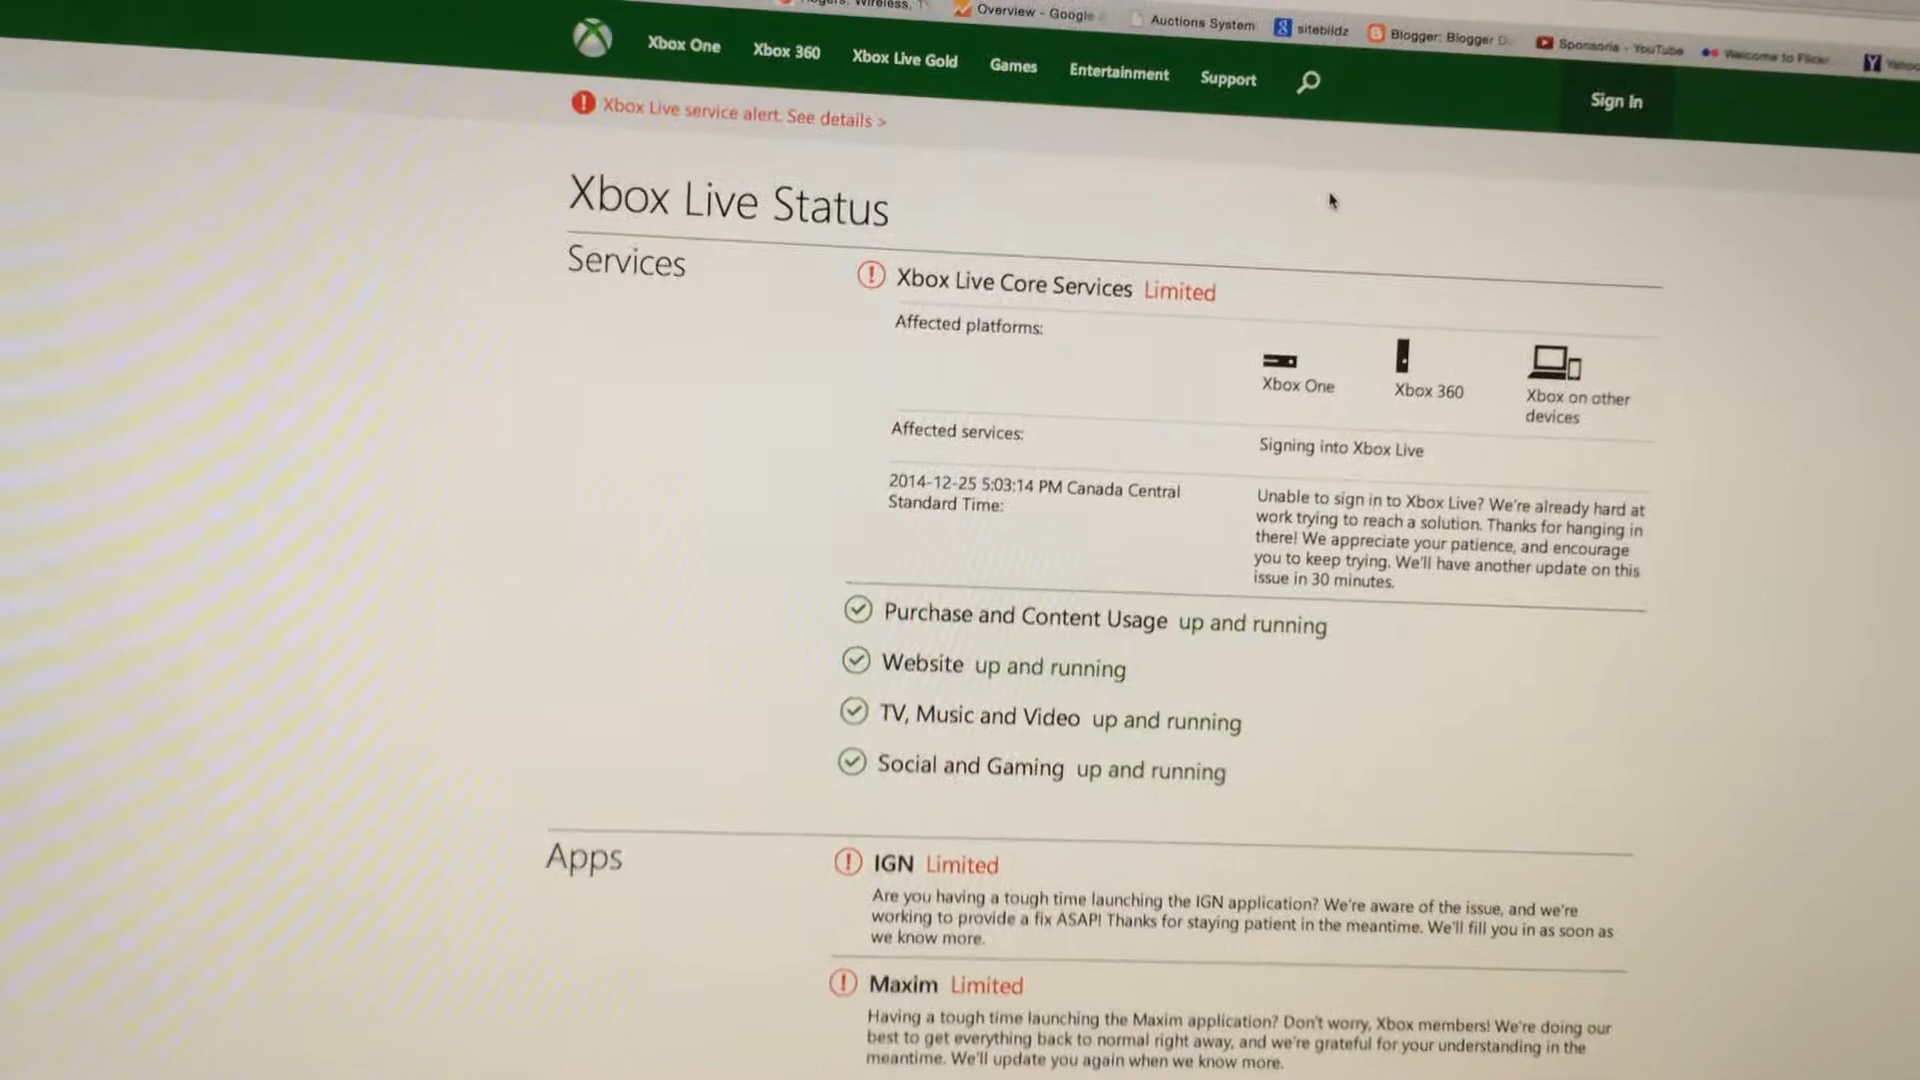 Wireless,
Overview - Google
Auctions System
sitebildz
Blogger: Blogger
Sponsoris - YouTube
Welcome to Flickr
Yahoo
Xbox One
Xbox 360
Xbox Live Gold
Games
Entertainment
Support
Sign In
Xbox Live service alert. See details >
Xbox Live Status
Services
Xbox Live Core Services Limited
Affected platforms:
Xbox One
Xbox 360
Xbox on other
devices
Affected services:
Signing into Xbox Live
2014-12-25 5:03:14 PM Canada Central
Standard Time:
Unable to sign in to Xbox Live? We're already hard at
work trying to reach a solution. Thanks for hanging in
there! We appreciate your patience, and encourage
you to keep trying. We'll have another update on this
issue in 30 minutes.
Purchase and Content Usage up and running
Website up and running
TV, Music and Video up and running
Social and Gaming up and running
Apps
IGN Limited
Are you having a tough time launching the IGN application? We're aware of the issue, and we're
working to provide a fix ASAP! Thanks for staying patient in the meantime. We'll fill you in as soon as
we know more.
Maxim Limited
Having a tough time launching the Maxim application? Don't worry, Xbox members! We're doing our
best to get everything back to normal right away, and we're grateful for your understanding in the
meantime. We'll update you again when we know more.